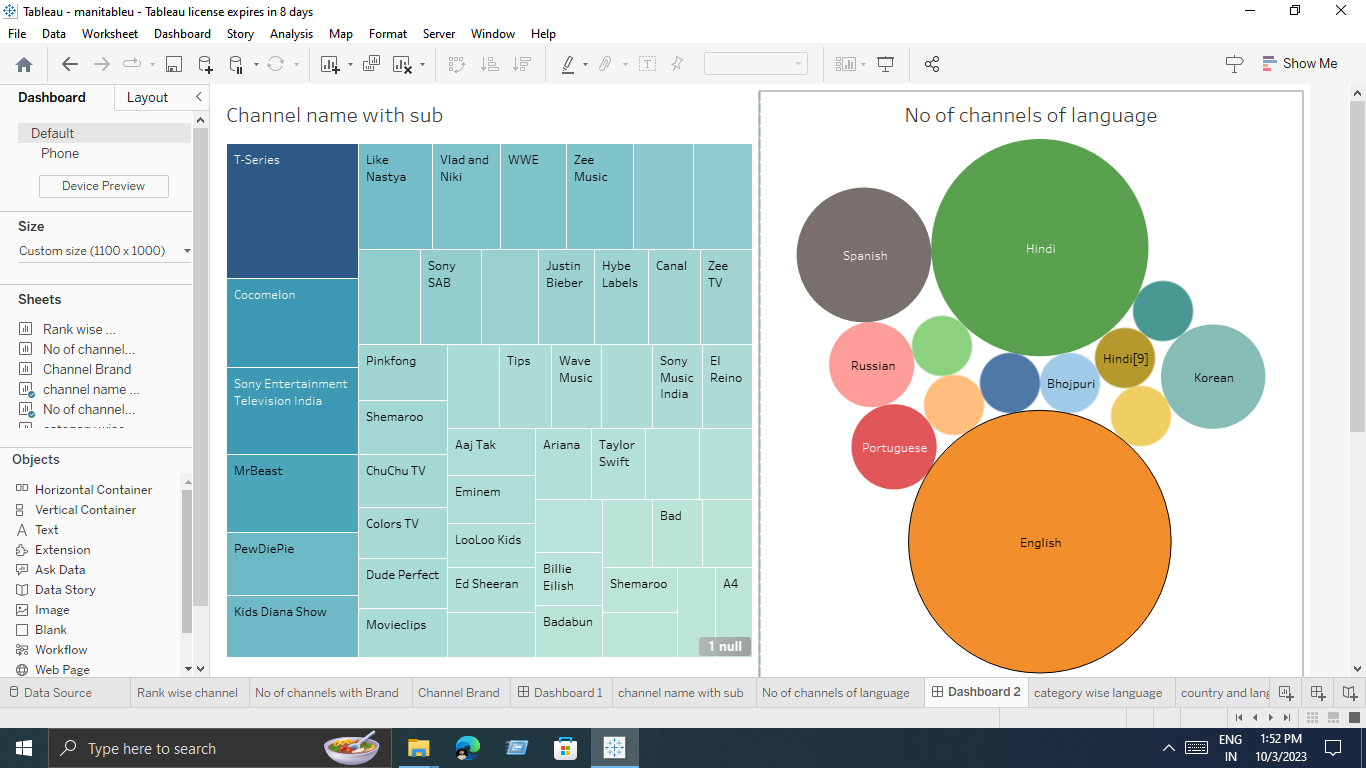 Tableau - manitableu - Tableau license expires in 8 days
File Data Worksheet Dashboard Story Analysis Map Format Server Window Help
Show Me
Dashboard Layout
Default
Phone
Device Preview
Size
Custom size (1100 x 1000)
Sheets
Rank wise ...
No of channel...
Channel Brand
channel name ...
No of channel...
Objects
Horizontal Container
Vertical Container
Text
Extension
Ask Data
Data Story
Image
Blank
Workflow
Web Page
Channel name with sub
T-Series
Cocomelon
Sony Entertainment
Television India
MrBeast
PewDiePie
Kids Diana Show
Like
Nastya
Vlad and
Niki
WWE
Zee
Music
Sony
SAB
Justin
Bieber
Hybe
Labels
Canal
Zee
TV
Pinkfong
Shemaroo
ChuChu TV
Colors TV
Dude Perfect
Movieclips
Tips
Wave
Music
Sony
Music
India
El
Reino
Aaj Tak
Eminem
LooLoo Kids
Ed Sheeran
Ariana
Taylor
Swift
Billie
Eilish
Badabun
Bad
Shemaroo
A4
1 null
No of channels of language
Spanish
Hindi
Russian
Hindi[9]
Bhojpuri
Korean
Portuguese
English
Data Source Rank wise channel No of channels with Brand Channel Brand Dashboard 1 channel name with sub No of channels of language Dashboard 2 category wise language country and lang
Type here to search
ENG
IN
1:52 PM
10/3/2023